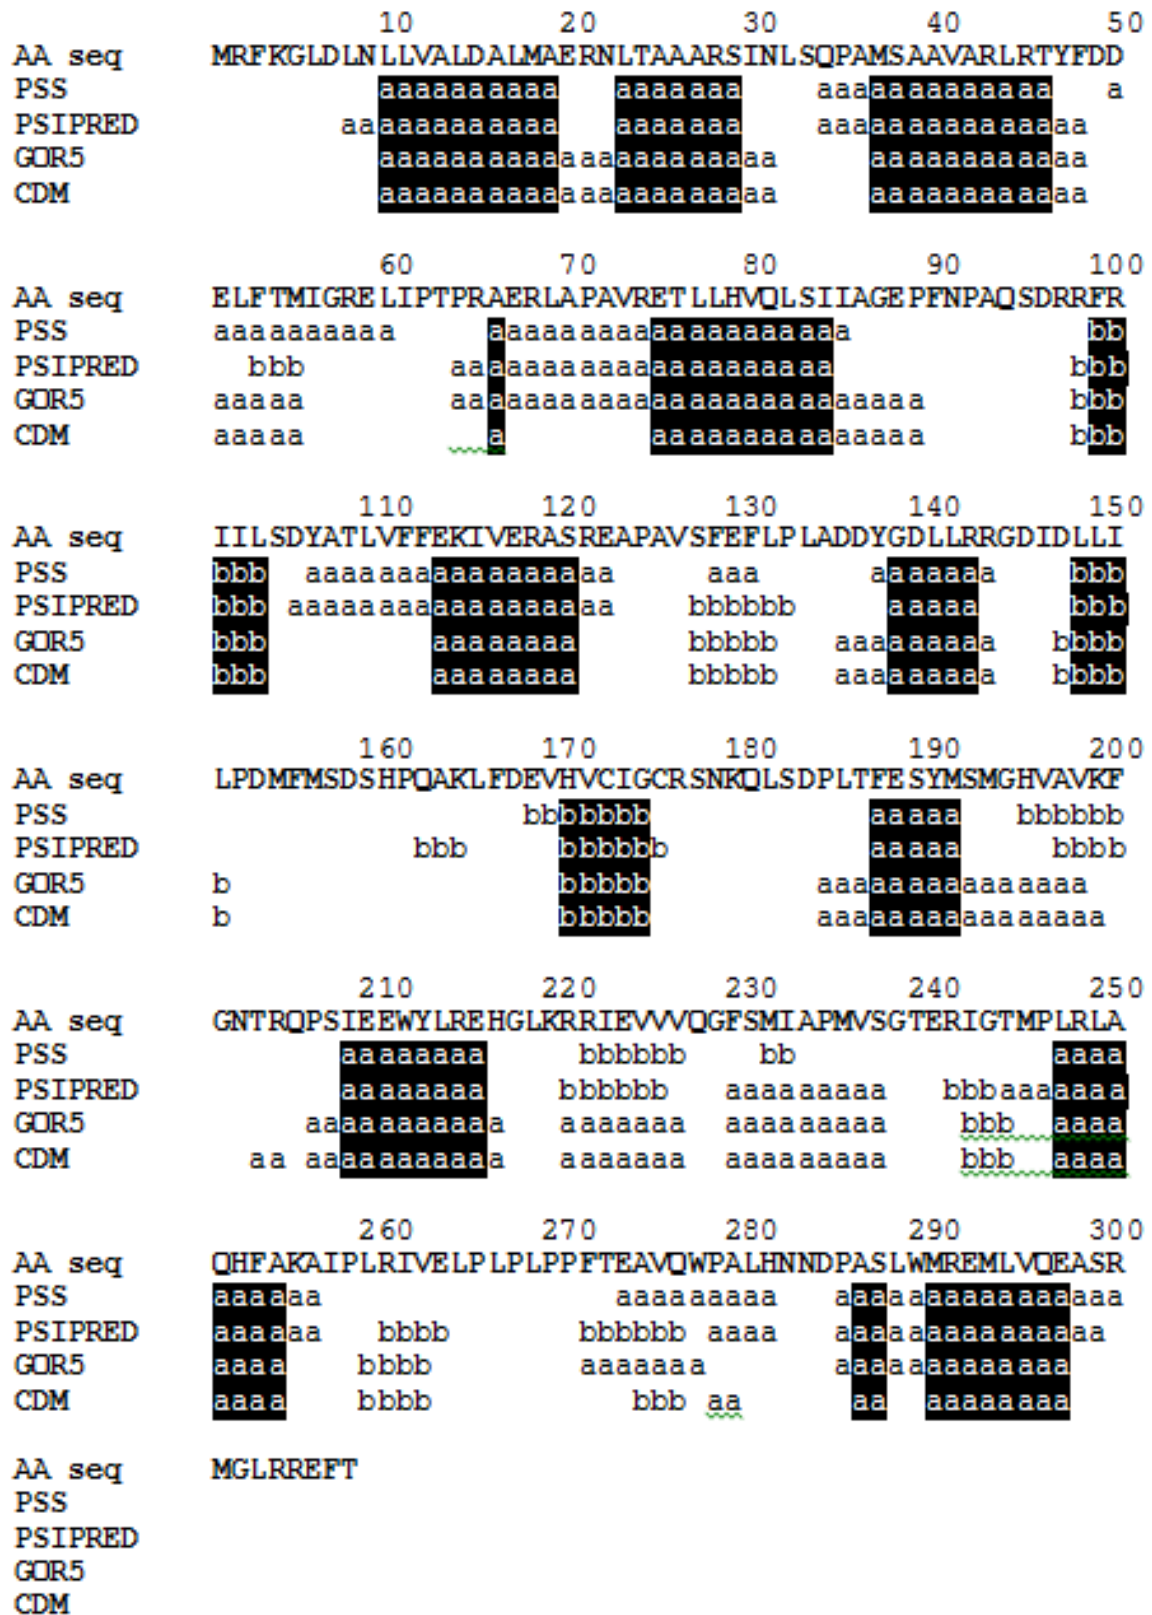 10 20 30 40 50
AA seq MRFKGLDLNLLVALDALMAERNLTAAARSINLSQPAMSAAVARLRTYFDD
PSS aaaaaaaaaa aaaaaaa aaaaaaaaaaaaa a
PSIPRED aaaaaaaaaaaa aaaaaaa aaaaaaaaaaaaaaa
GOR5 aaaaaaaaaaaaaaaaaaaaaa aaaaaaaaaaaa
CDM aaaaaaaaaaaaaaaaaaaaaa aaaaaaaaaaaa
60 70 80 90 100
AA seq ELFTMIGRELIPTPRAERLAPAVRETLLHVQLSIIAGEPFNPAQSDRRFR
PSS aaaaaaaaaa aaaaaaaaaaaaaaaaaaaa bb
PSIPRED bbb aaaaaaaaaaaaaaaaaaaaa bbb
GOR5 aaaaa aaaaaaaaaaaaaaaaaaaaaaaaaa bbb
CDM aaaaa a aaaaaaaaaaaaaaa bbb
110 120 130 140 150
AA seq IILSDYATLVFFEKIVERASREAPAVSFEFLPLADDYGDLLRRGDIDLLI
PSS bbb aaaaaaaaaaaaaaaaa aaa aaaaaaa bbb
PSIPRED bbb aaaaaaaaaaaaaaaaaa bbbbbb aaaaa bbb
GOR5 bbb aaaaaaaa bbbbb aaaaaaaaa bbbb
CDM bbb aaaaaaaa bbbbb aaaaaaaaa bbbb
160 170 180 190 200
AA seq LPDMFMSDSHPQAKLFDEVHVCIGCRSNKQLSDPLTFESYMSMGHVAVKF
PSS bbbbbbb aaaaa bbbbbb
PSIPRED bbb bbbbbb aaaaa bbbb
GOR5 b bbbbb aaaaaaaaaaaaaaa
CDM b bbbbb aaaaaaaaaaaaaaaa
210 220 230 240 250
AA seq GNTRQPSIEEWYLREHGLKRRIEVVVQGFSMIAPMVSGTERIGTMPLRLA
PSS aaaaaaaa bbbbbb bb aaaa
PSIPRED aaaaaaaa bbbbbb aaaaaaaaa bbbaaaaaaa
GOR5 aaaaaaaaaaa aaaaaaa aaaaaaaaa bbb aaaa
CDM aa aaaaaaaaaaa aaaaaaa aaaaaaaaa bbb aaaa
260 270 280 290 300
AA seq QHFAKAIPLRIVELPLPLPPFTEAVQWPALHNNDPASLWMREMLVQEASR
PSS aaaaaa aaaaaaaaa aaaaaaaaaaaaaaaa
PSIPRED aaaaaa bbbb bbbbbb aaaa aaaaaaaaaaaaaaa
GOR5 aaaa bbbb aaaaaaa aaaaaaaaaaaaa
CDM aaaa bbbb bbb aa aa aaaaaaaa
AA seq MGLRREFT
PSS
PSIPRED
GOR5
CDM